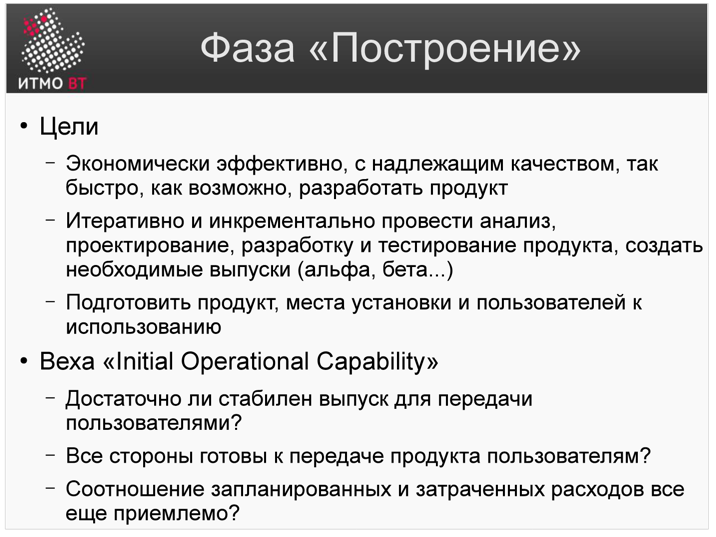 Фаза «Построение»
ИТМО ВТ
• Цели
– Экономически эффективно, с надлежащим качеством, так
быстро, как возможно, разработать продукт
– Итеративно и инкрементально провести анализ,
проектирование, разработку и тестирование продукта, создать
необходимые выпуски (альфа, бета...)
– Подготовить продукт, места установки и пользователей к
использованию
• Веха «Initial Operational Capability»
– Достаточно ли стабилен выпуск для передачи
пользователями?
– Все стороны готовы к передаче продукта пользователям?
– Соотношение запланированных и затраченных расходов все
еще приемлемо?